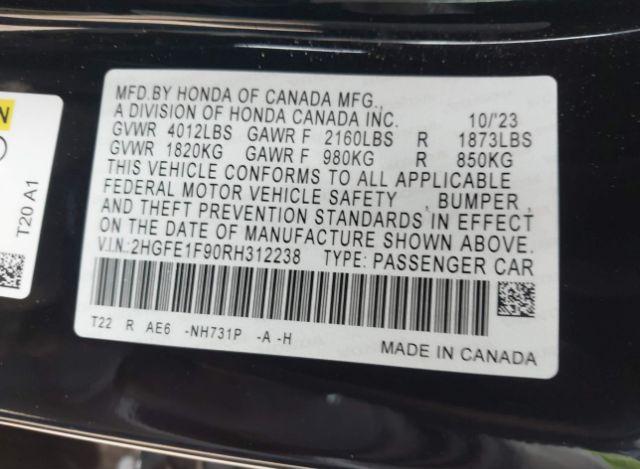 MFD.BY HONDA OF CANADA MFG.,
A DIVISION OF HONDA CANADA INC. 10/'23
GVWR 4012LBS GAWR F 2160LBS R 1873LBS
GVWR 1820KG GAWR F 980KG R 850KG
THIS VEHICLE CONFORMS TO ALL APPLICABLE
FEDERAL MOTOR VEHICLE SAFETY , BUMPER ,
AND THEFT PREVENTION STANDARDS IN EFFECT
ON THE DATE OF MANUFACTURE SHOWN ABOVE.
V.I.N.:2HGFE1F90RH312238 TYPE: PASSENGER CAR
T22 R AE6 -NH731P -A -H
MADE IN CANADA
N
T20 A1